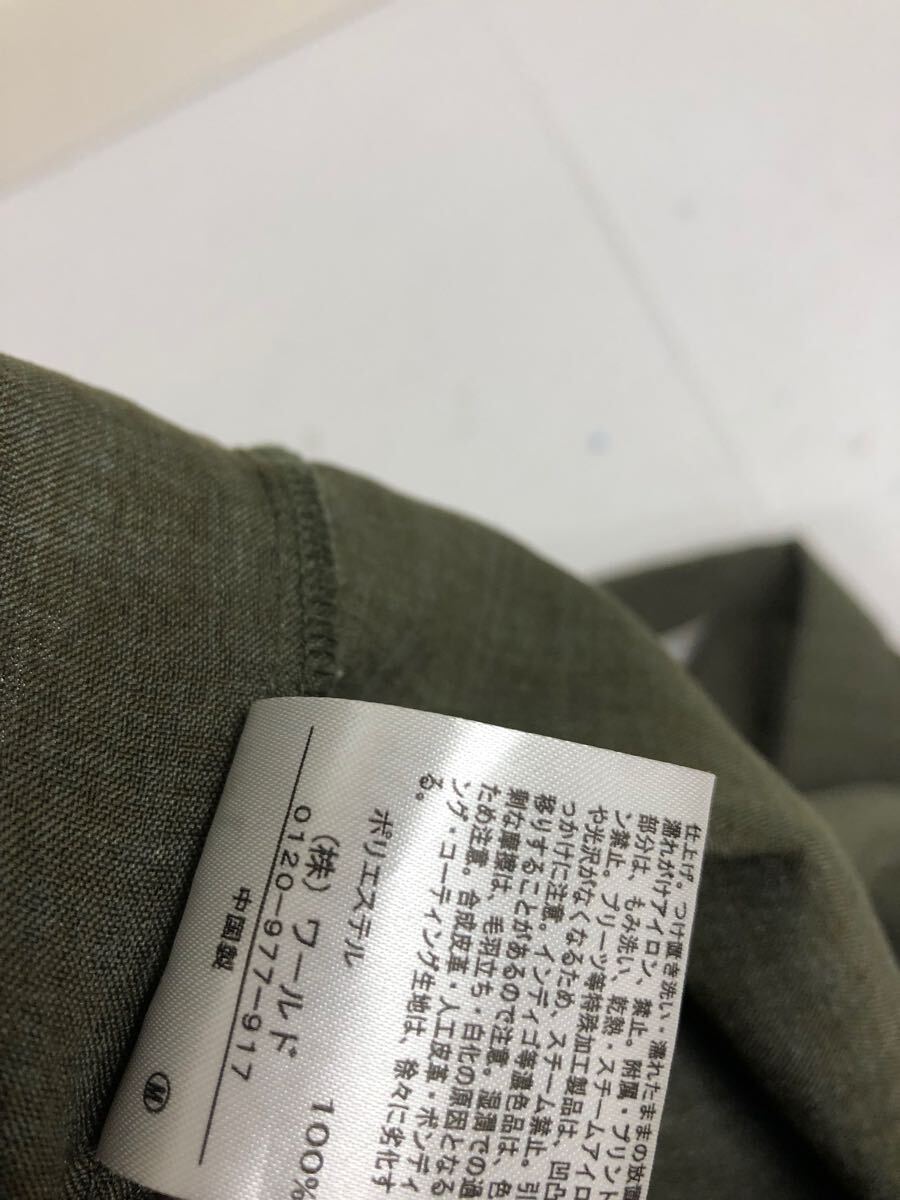 仕上げ。つけ置き洗い・濡れたままの放置
濡れがけアイロン、禁止。附属・プリント
部分は、もみ洗い、乾熱・スチームアイロ
ン禁止。プリーツ等特殊加工製品は、凹凸
や光沢がなくなるため、スチーム禁止。引
っかけに注意。インディゴ等濃色品は、色
移りすることがあるので注意。湿潤での過
剰な摩擦は、毛羽立ち・白化の原因となる
ため注意。合成皮革・人工皮革・ボンディ
ング・コーティング生地は、徐々に劣化す
る。
ポリエステル 100%
(株)ワールド
0120-977-917
中国製
M